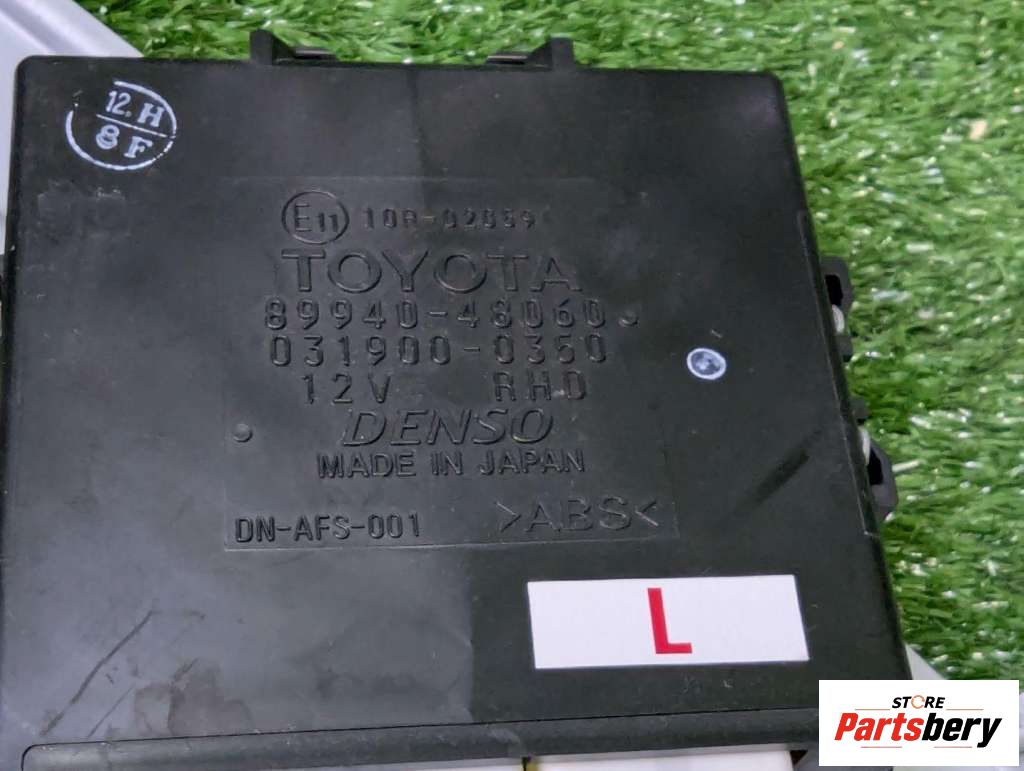 12.H
8F
E11 10R-02059
TOYOTA
89940-48060
031900-0350
12V RHD
DENSO
MADE IN JAPAN
DN-AFS-001 >ABS<
L
STORE
Partsbery